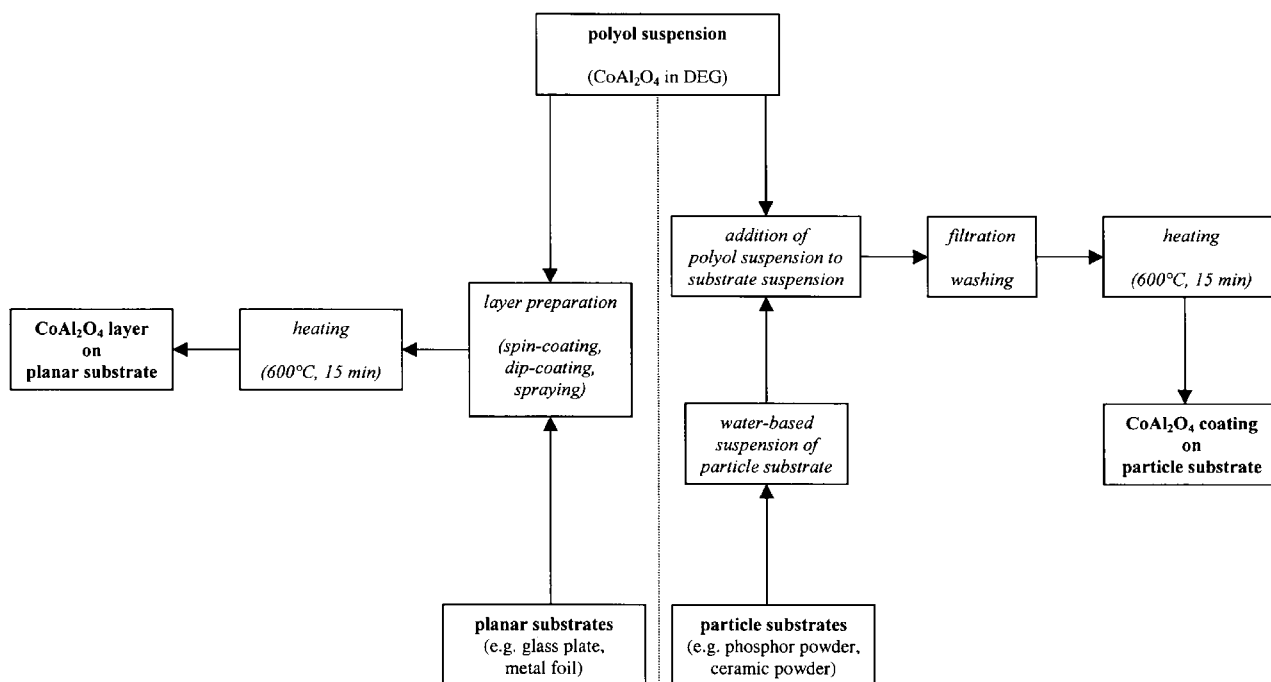 polyol suspension
(CoAl₂O₄ in DEG)
addition of
polyol suspension to
substrate suspension
filtration
washing
heating
(600°C, 15 min)
layer preparation
(spin-coating,
dip-coating,
spraying)
heating
(600°C, 15 min)
CoAl₂O₄ layer
on
planar substrate
water-based
suspension of
particle substrate
CoAl₂O₄ coating
on
particle substrate
planar substrates
(e.g. glass plate,
metal foil)
particle substrates
(e.g. phosphor powder,
ceramic powder)